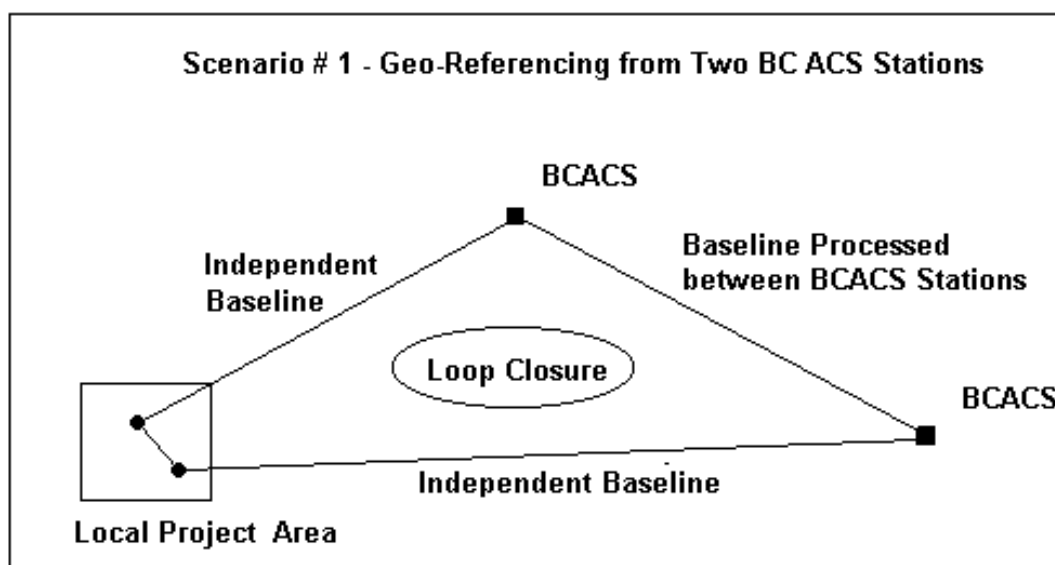 Scenario # 1 - Geo-Referencing from Two BC ACS Stations
BCACS
Independent
Baseline
Baseline Processed
between BCACS Stations
Loop Closure
BCACS
Independent Baseline
Local Project Area